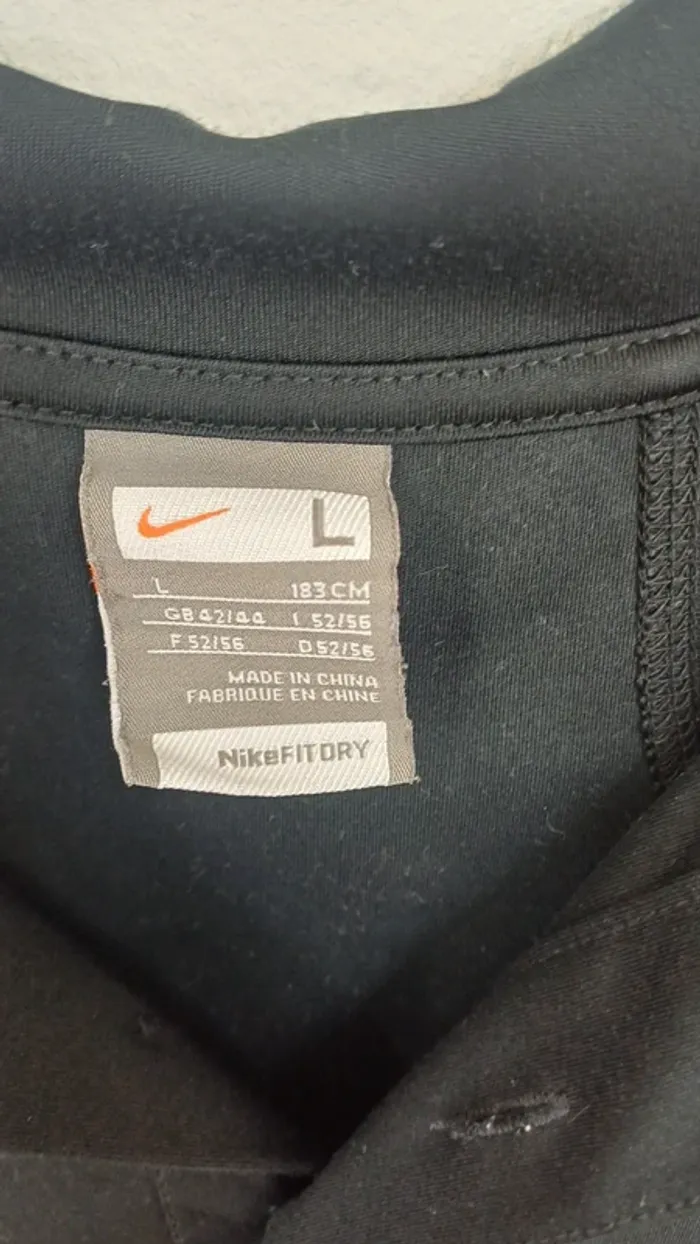 L
L 183 CM
GB 42/44 I 52/56
F 52/56 D 52/56
MADE IN CHINA
FABRIQUE EN CHINE
NikeFITDRY